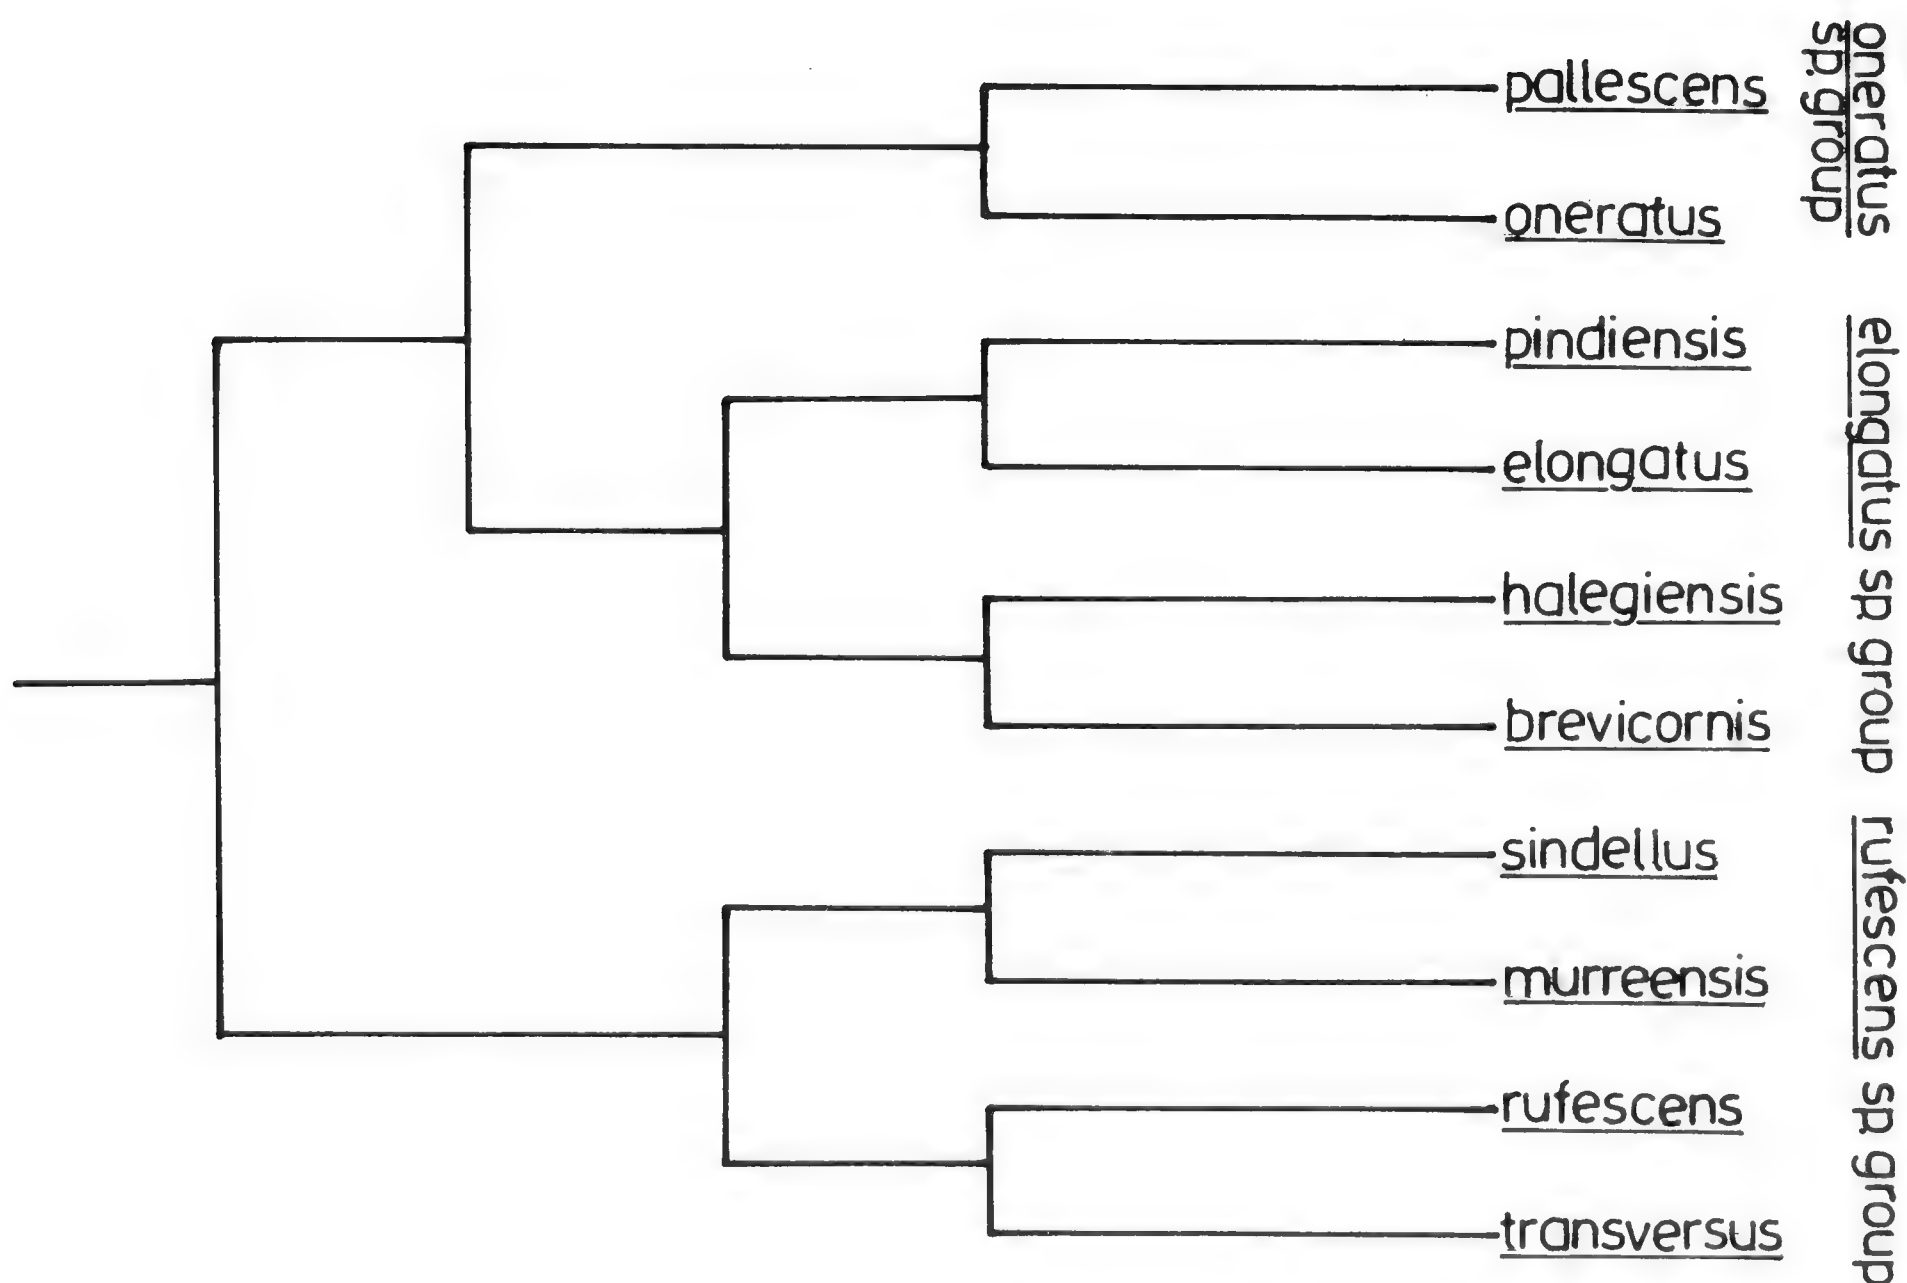 pallescens
oneratus
pindiensis
elongatus
halegiensis
brevicornis
sindellus
murreensis
rufescens
transversus
oneratus
sp. group
elongatus sp. group
rufescens sp. group